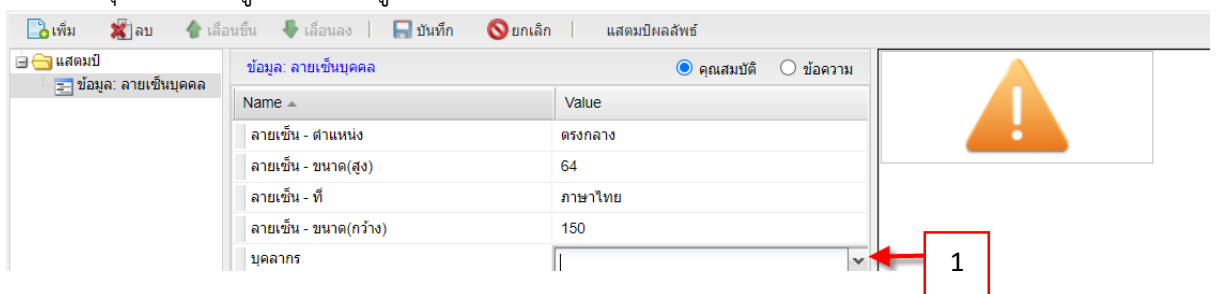 เพิ่ม ลบ เลื่อนขึ้น เลื่อนลง บันทึก ยกเลิก แสตมป์ผลลัพธ์
แสตมป์
ข้อมูล: ลายเซ็นบุคคล
ข้อมูล: ลายเซ็นบุคคล คุณสมบัติ ข้อความ
Name Value
ลายเซ็น - ตำแหน่ง ตรงกลาง
ลายเซ็น - ขนาด(สูง) 64
ลายเซ็น - ที่ ภาษาไทย
ลายเซ็น - ขนาด(กว้าง) 150
บุคลากร
1